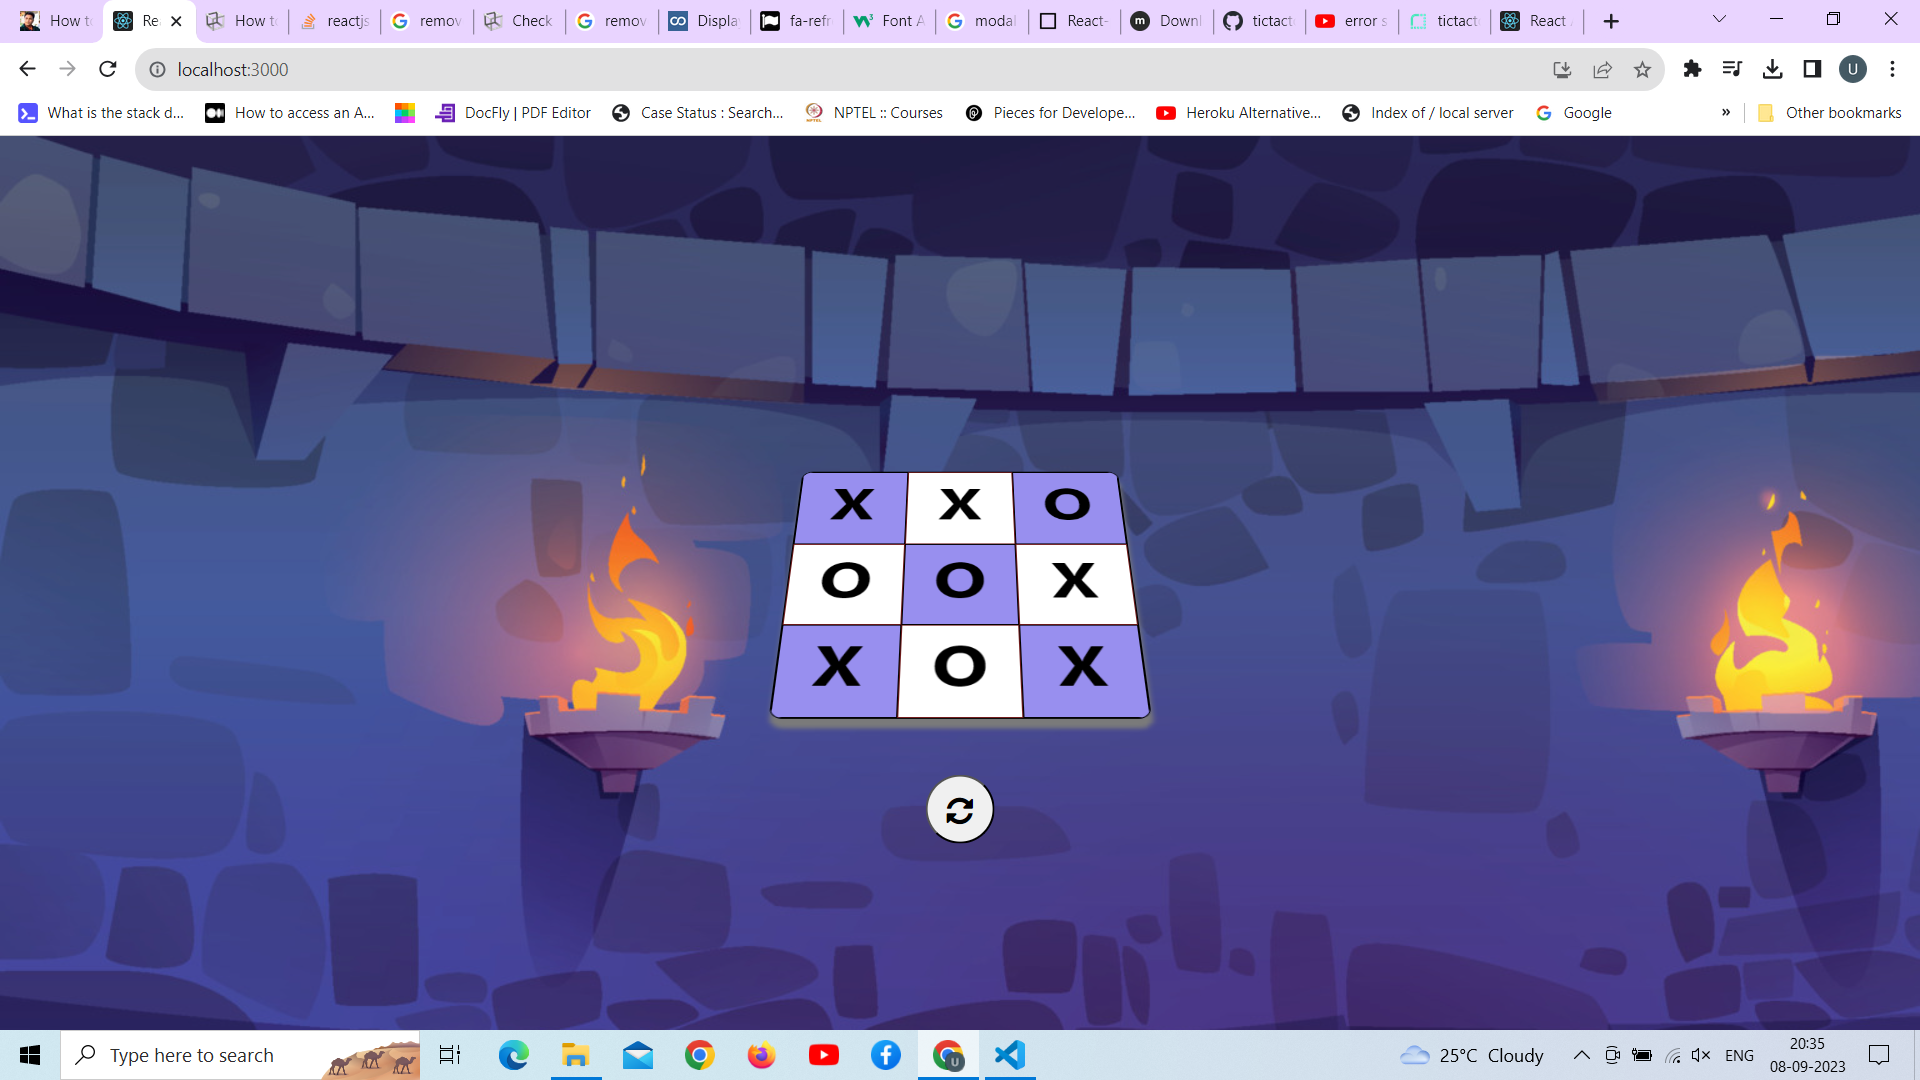 How to
Re
How t
reactjs
remov
Check
remov
Display
fa-refr
Font A
modal
React-
Downl
tictact
error s
tictact
React
localhost:3000
U
What is the stack d...
How to access an A...
DocFly | PDF Editor
Case Status : Search...
NPTEL :: Courses
Pieces for Develope...
Heroku Alternative...
Index of / local server
Google
»
Other bookmarks
X X O
O O X
X O X
Type here to search
25°C Cloudy
ENG
20:35
08-09-2023